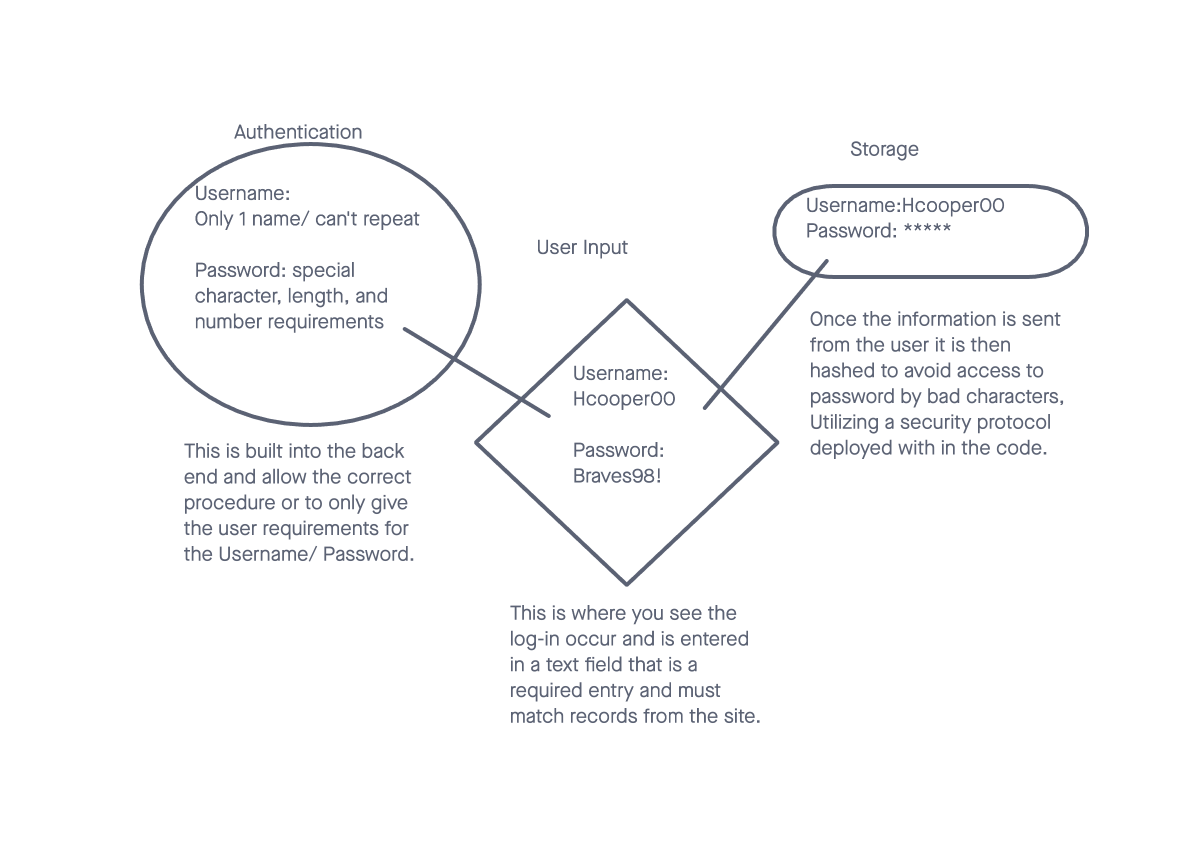 Authentication
Username:
Only 1 name/ can't repeat
Password: special
character, length, and
number requirements
This is built into the back
end and allow the correct
procedure or to only give
the user requirements for
the Username/ Password.
User Input
Username:
Hcooper00
Password:
Braves98!
This is where you see the
log-in occur and is entered
in a text field that is a
required entry and must
match records from the site.
Storage
Username:Hcooper00
Password: *****
Once the information is sent
from the user it is then
hashed to avoid access to
password by bad characters,
Utilizing a security protocol
deployed with in the code.